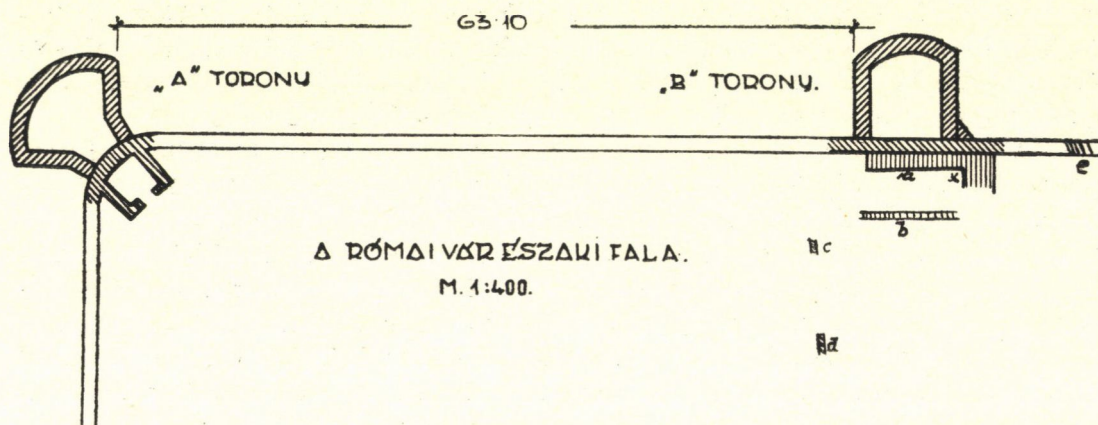 63·10
„A“ TORONY
„B“ TORONY.
a x
e
b
c
A RÓMAI VÁR ÉSZAKI FALA.
M. 1:400.
d